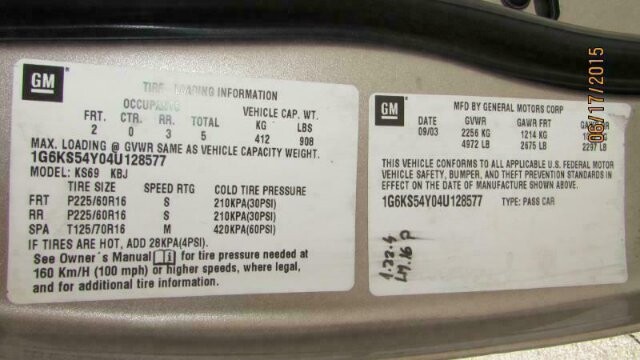 GM
TIRE LOADING INFORMATION
OCCUPANTS
VEHICLE CAP. WT.
FRT. CTR. RR. TOTAL KG LBS
2 0 3 5 412 908
MAX. LOADING @ GVWR SAME AS VEHICLE CAPACITY WEIGHT.
1G6KS54Y04U128577
MODEL: KS69 KBJ
TIRE SIZE SPEED RTG COLD TIRE PRESSURE
FRT P225/60R16 S 210KPA(30PSI)
RR P225/60R16 S 210KPA(30PSI)
SPA T125/70R16 M 420KPA(60PSI)
IF TIRES ARE HOT, ADD 28KPA(4PSI)
See Owner's Manual for tire pressure needed at
160 Km/H (100 mph) or higher speeds, where legal,
and for additional tire information.
GM
MFD BY GENERAL MOTORS CORP
DATE GVWR GAWR FRT GAWR RR
09/03 2256 KG 1214 KG
4972 LB 2675 LB 2297 LB
THIS VEHICLE CONFORMS TO ALL APPLICABLE U.S. FEDERAL MOTOR
VEHICLE SAFETY, BUMPER, AND THEFT PREVENTION STANDARDS IN
EFFECT ON THE DATE OF MANUFACTURE SHOWN ABOVE.
1G6KS54Y04U128577 TYPE: PASS CAR
06/17/2015